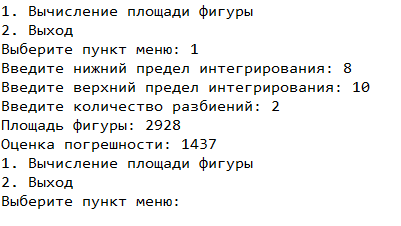 1. Вычисление площади фигуры
2. Выход
Выберите пункт меню: 1
Введите нижний предел интегрирования: 8
Введите верхний предел интегрирования: 10
Введите количество разбиений: 2
Площадь фигуры: 2928
Оценка погрешности: 1437
1. Вычисление площади фигуры
2. Выход
Выберите пункт меню: